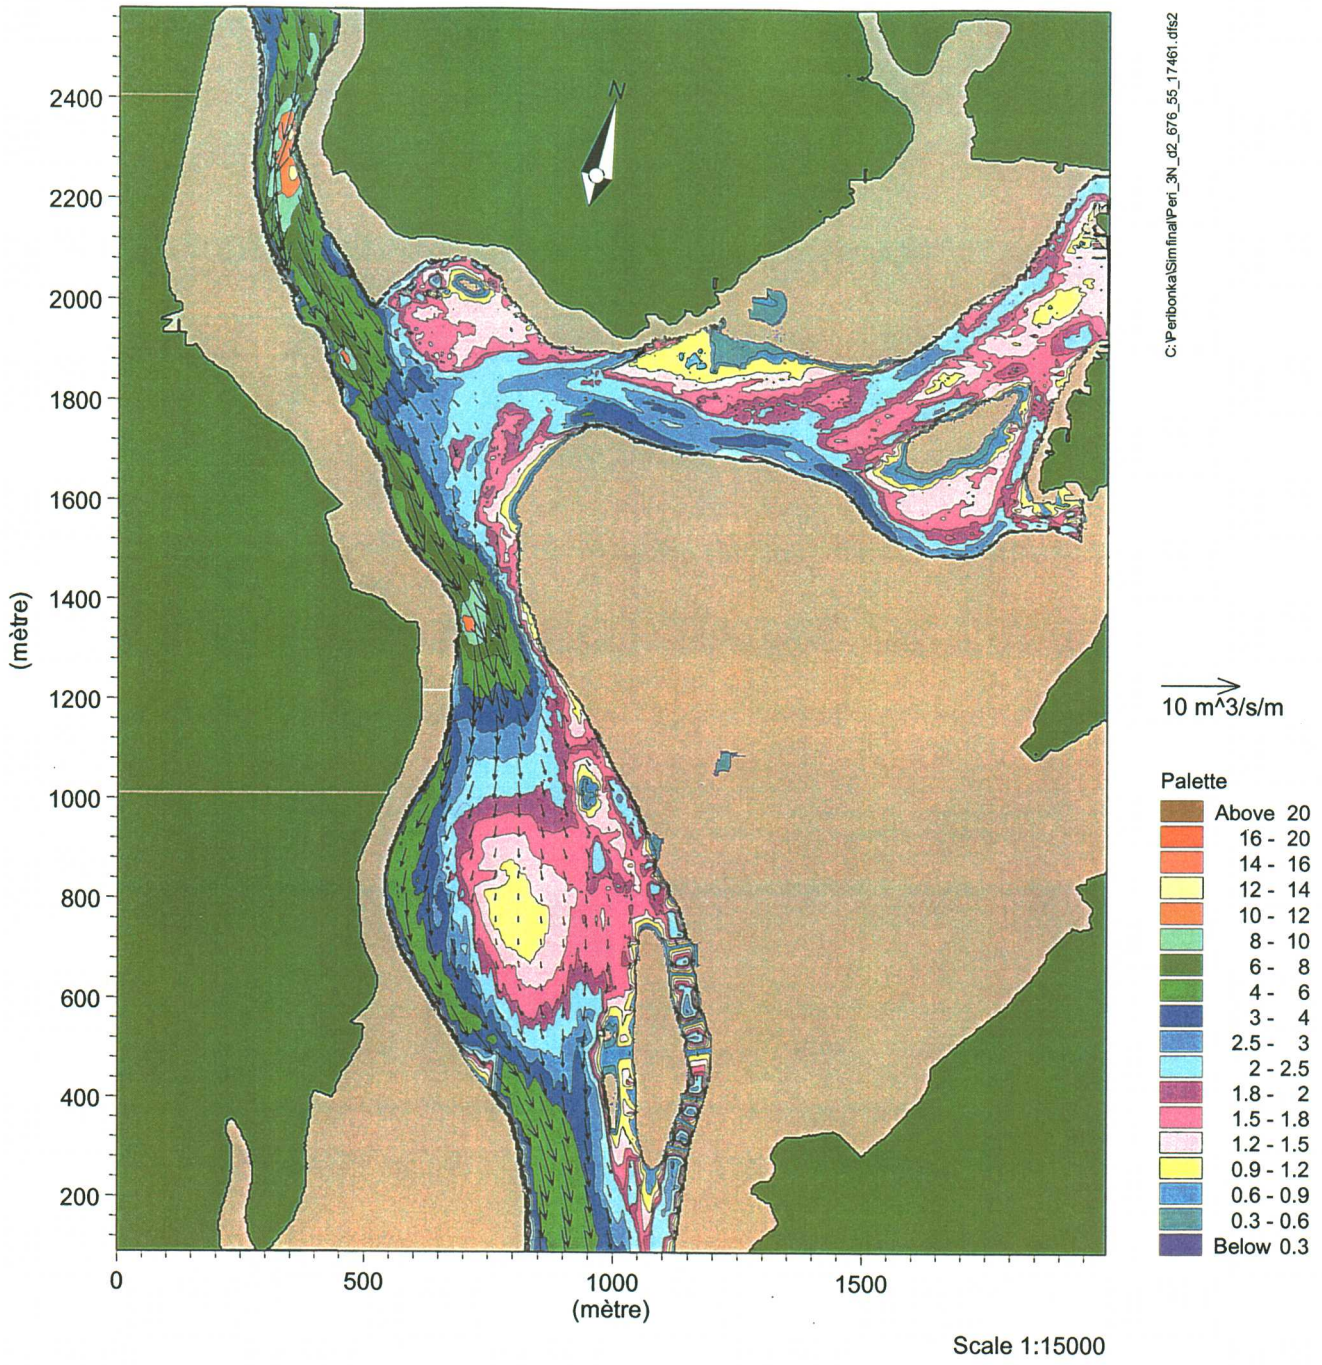 C:\Peribonka\Simfinal\Peri_3N_d2_676_55_17461.dfs2
N
2400
2200
2000
1800
1600
1400
1200
1000
800
600
400
200
(mètre)
0
500
1000
1500
(mètre)
10 m^3/s/m
Palette
Above 20
16 - 20
14 - 16
12 - 14
10 - 12
8 - 10
6 - 8
4 - 6
3 - 4
2.5 - 3
2 - 2.5
1.8 - 2
1.5 - 1.8
1.2 - 1.5
0.9 - 1.2
0.6 - 0.9
0.3 - 0.6
Below 0.3
Scale 1:15000